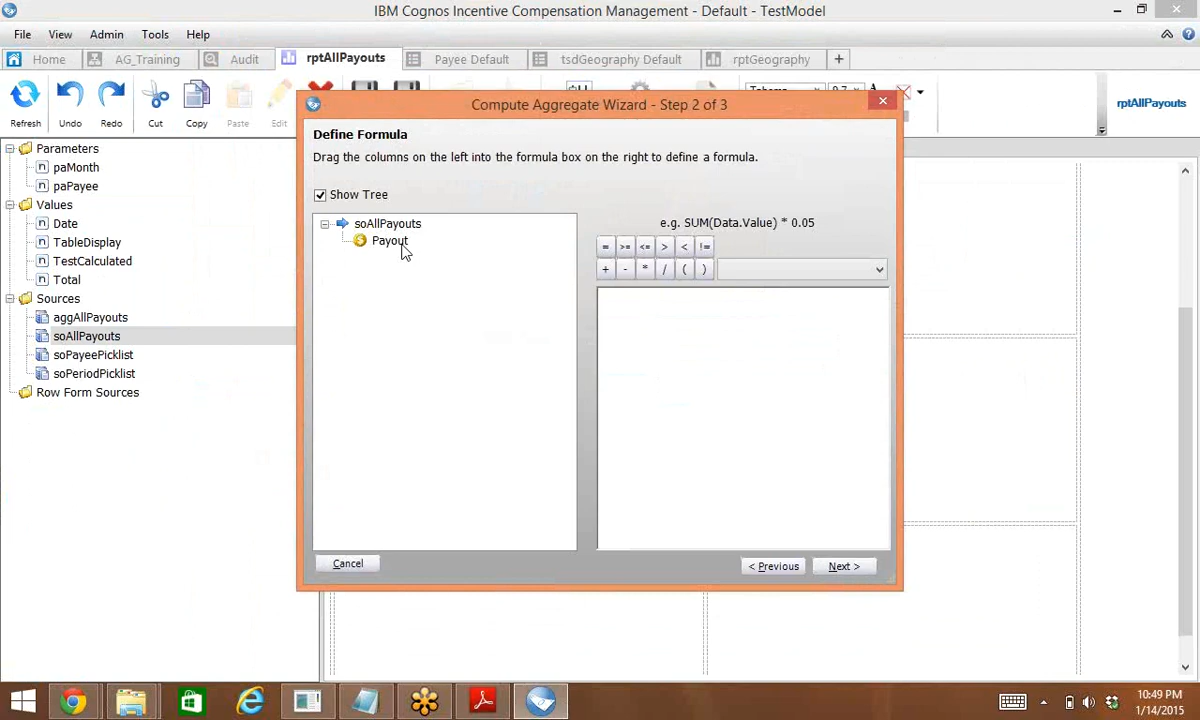 IBM Cognos Incentive Compensation Management - Default - TestModel
File View Admin Tools Help
Home AG_Training Audit rptAllPayouts Payee Default tsdGeography Default rptGeography +
Refresh Undo Redo Cut Copy Paste Edit
rptAllPayouts
Compute Aggregate Wizard - Step 2 of 3
Define Formula
Drag the columns on the left into the formula box on the right to define a formula.
Show Tree
soAllPayouts
Payout
e.g. SUM(Data.Value) * 0.05
= >= <= > < !=
+ - * / ( )
Cancel
< Previous Next >
Parameters
paMonth
paPayee
Values
Date
TableDisplay
TestCalculated
Total
Sources
aggAllPayouts
soAllPayouts
soPayeePicklist
soPeriodPicklist
Row Form Sources
10:49 PM
1/14/2015